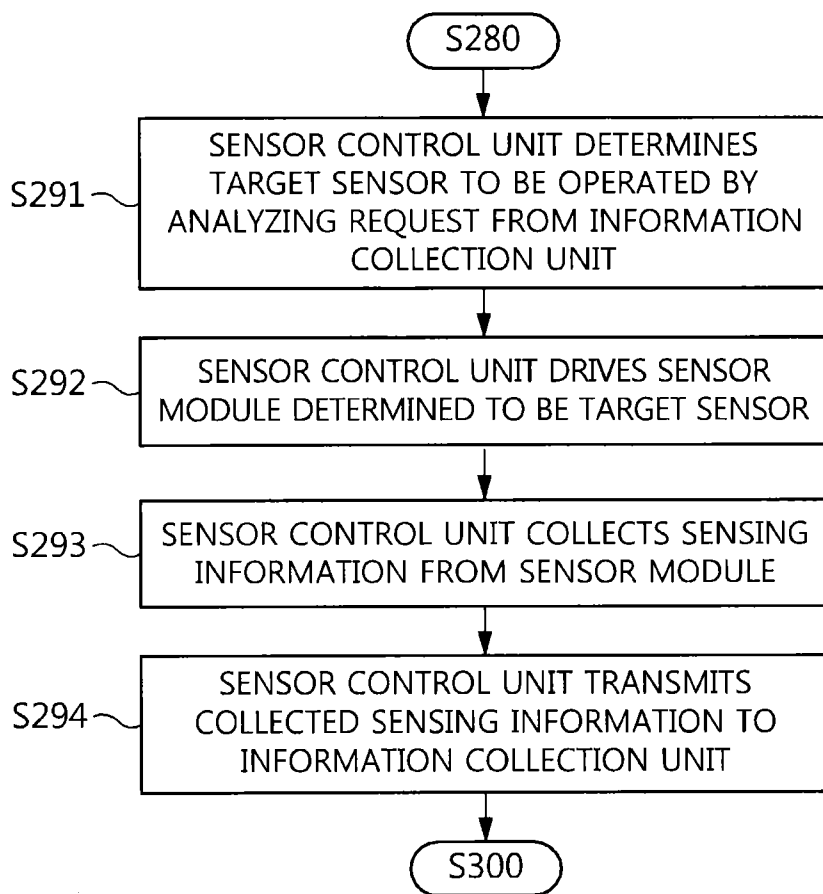 S280
S291
SENSOR CONTROL UNIT DETERMINES
TARGET SENSOR TO BE OPERATED BY
ANALYZING REQUEST FROM INFORMATION
COLLECTION UNIT
S292
SENSOR CONTROL UNIT DRIVES SENSOR
MODULE DETERMINED TO BE TARGET SENSOR
S293
SENSOR CONTROL UNIT COLLECTS SENSING
INFORMATION FROM SENSOR MODULE
S294
SENSOR CONTROL UNIT TRANSMITS
COLLECTED SENSING INFORMATION TO
INFORMATION COLLECTION UNIT
S300